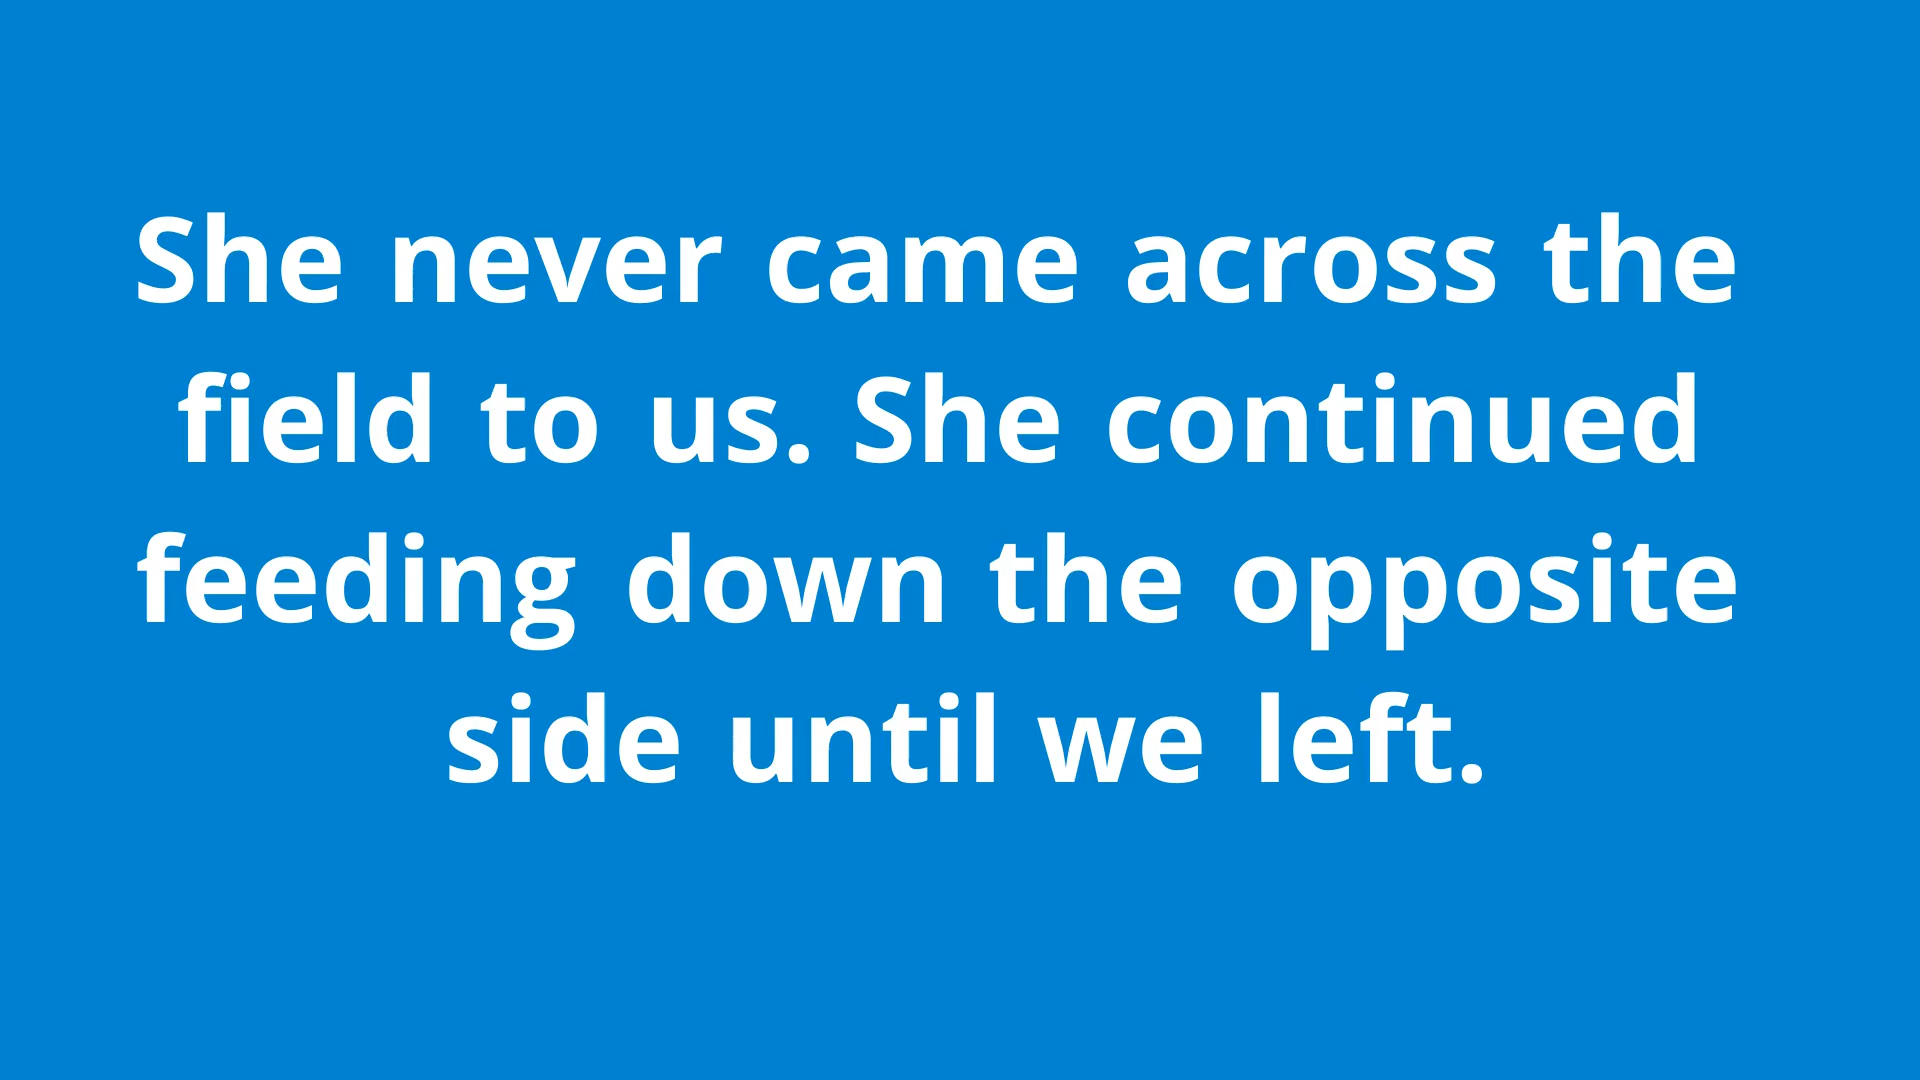 She never came across the
field to us. She continued
feeding down the opposite
side until we left.